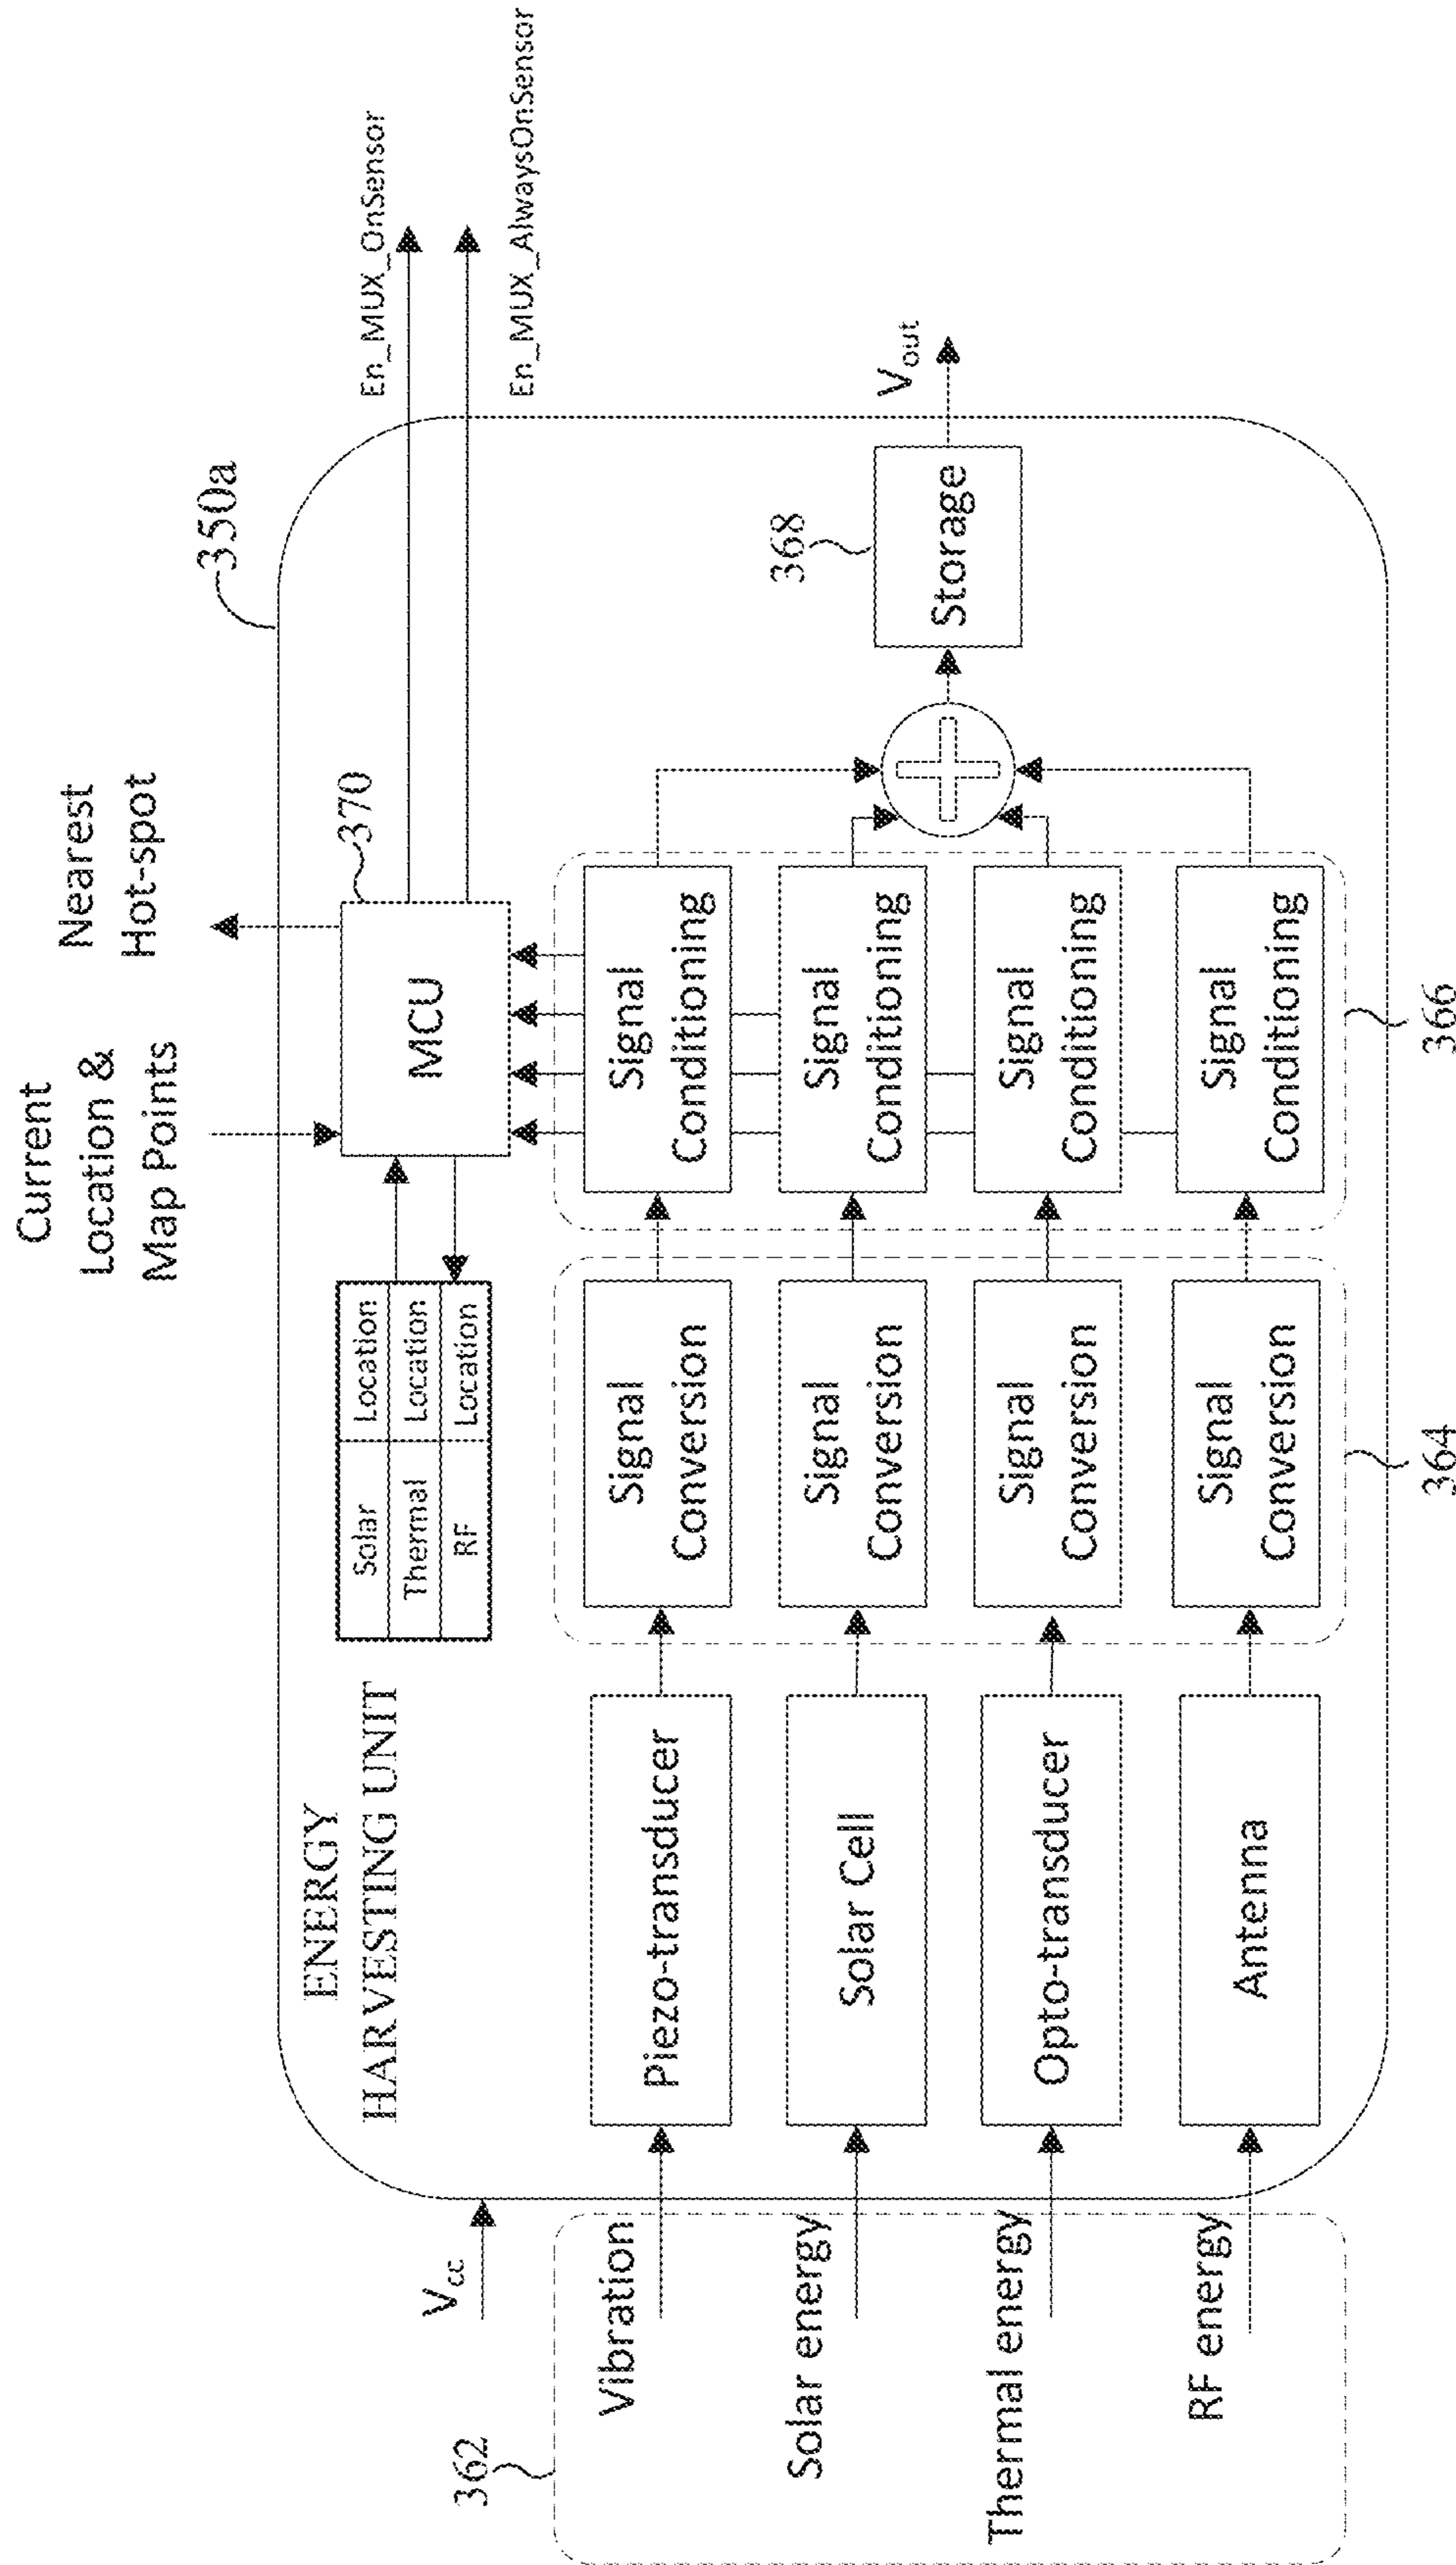 Current
Location &
Map Points
Nearest
Hot-spot
350a
ENERGY
HARVESTING UNIT
Solar
Location
Thermal
Location
RF
Location
MCU
370
En_MUX_OnSensor
En_MUX_AlwaysOnSensor
Vcc
362
Vibration
Piezo-transducer
Signal
Conversion
Signal
Conditioning
Solar energy
Solar Cell
Signal
Conversion
Signal
Conditioning
368
Storage
Vout
Thermal energy
Opto-transducer
Signal
Conversion
Signal
Conditioning
RF energy
Antenna
Signal
Conversion
Signal
Conditioning
364
366